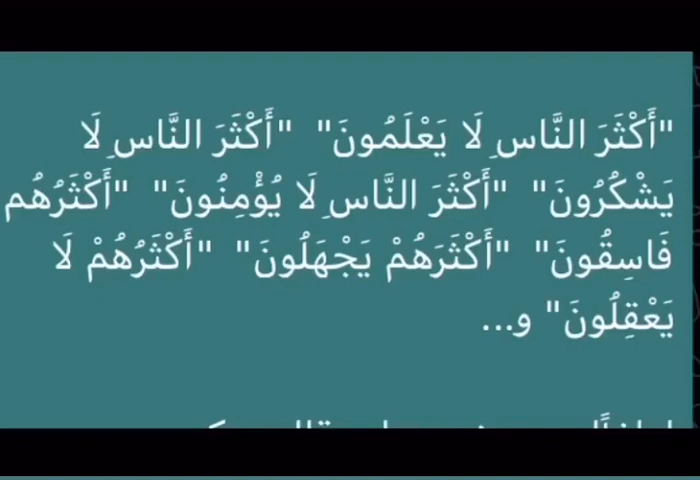 "أَكْثَرَ النَّاسِ لَا يَعْلَمُونَ" "أَكْثَرَ النَّاسِ لَا
يَشْكُرُونَ" "أَكْثَرَ النَّاسِ لَا يُؤْمِنُونَ" "أَكْثَرُهُم
فَاسِقُونَ" "أَكْثَرَهُمْ يَجْهَلُونَ" "أَكْثَرُهُمْ لَا
يَعْقِلُونَ" و...